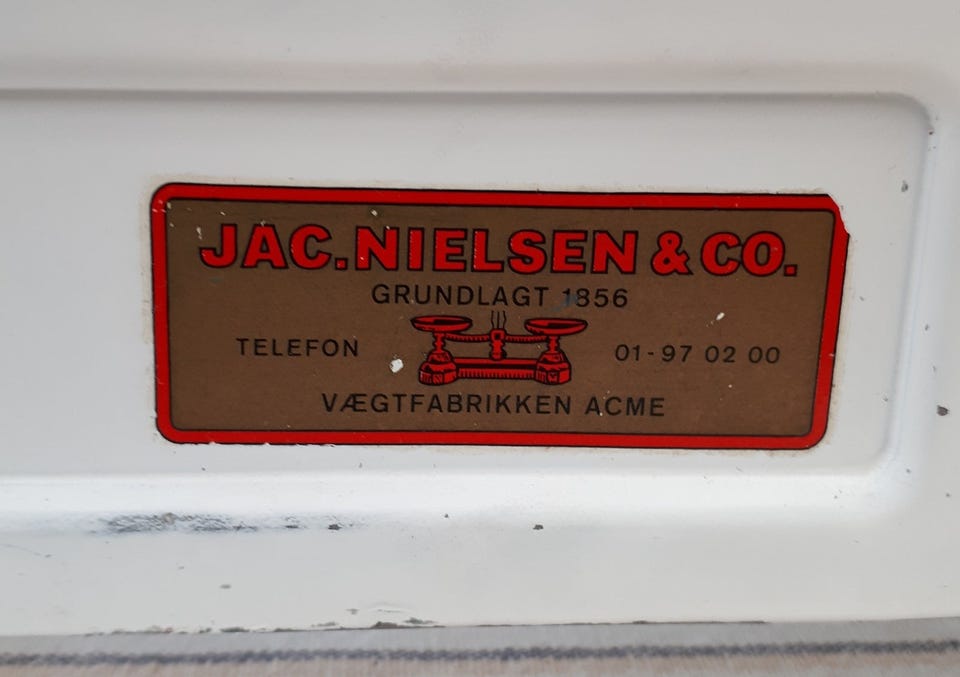 JAC. NIELSEN & CO.
GRUNDLAGT 1856
TELEFON 01-97 02 00
VÆGTFABRIKKEN ACME